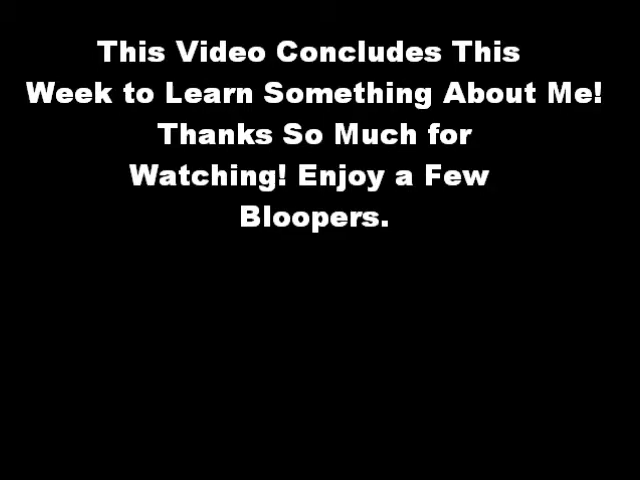 This Video Concludes This
Week to Learn Something About Me!
Thanks So Much for
Watching! Enjoy a Few
Bloopers.